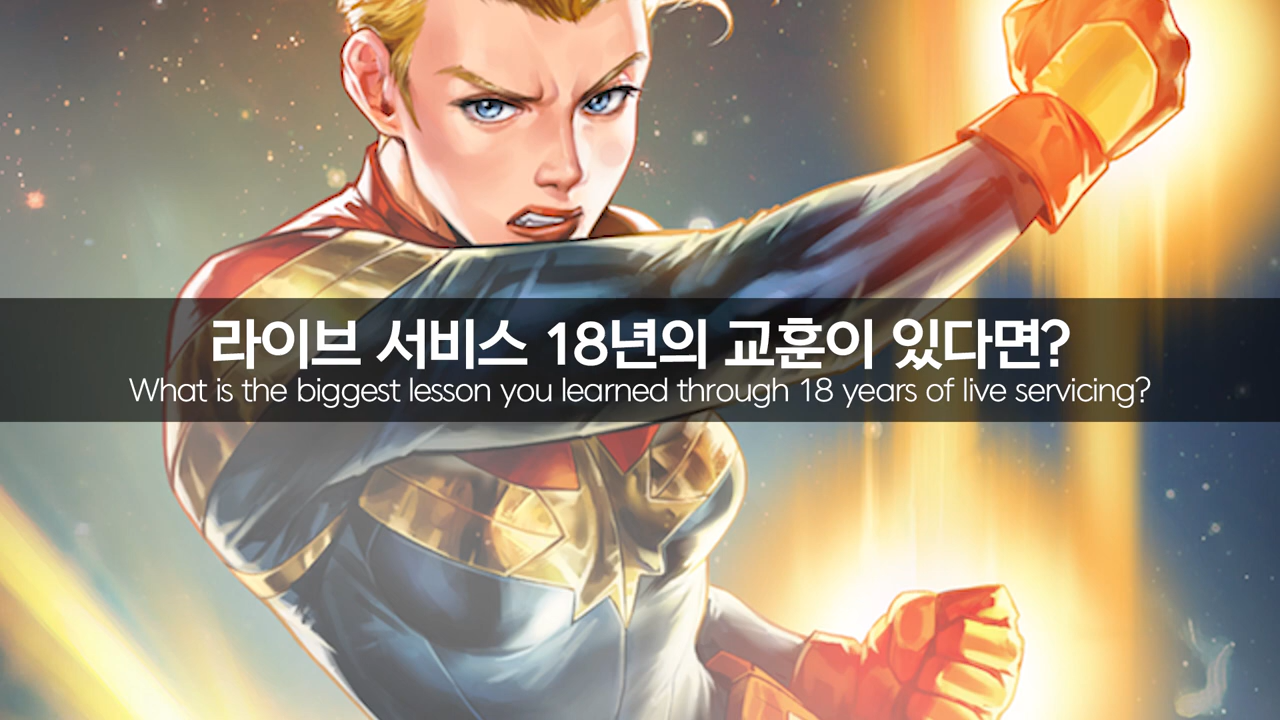 라이브 서비스 18년의 교훈이 있다면?
What is the biggest lesson you learned through 18 years of live servicing?